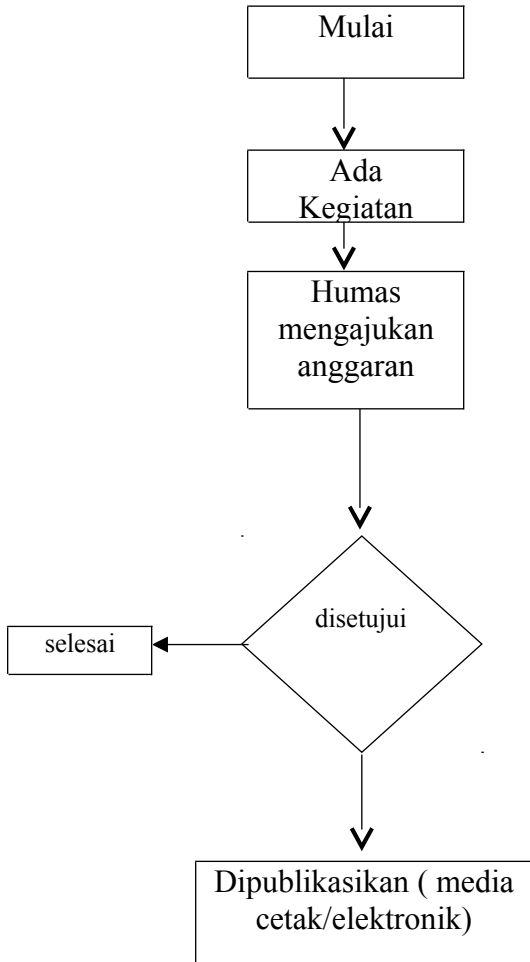 Mulai
Ada
Kegiatan
Humas
mengajukan
anggaran
disetujui
selesai
Dipublikasikan ( media
cetak/elektronik)